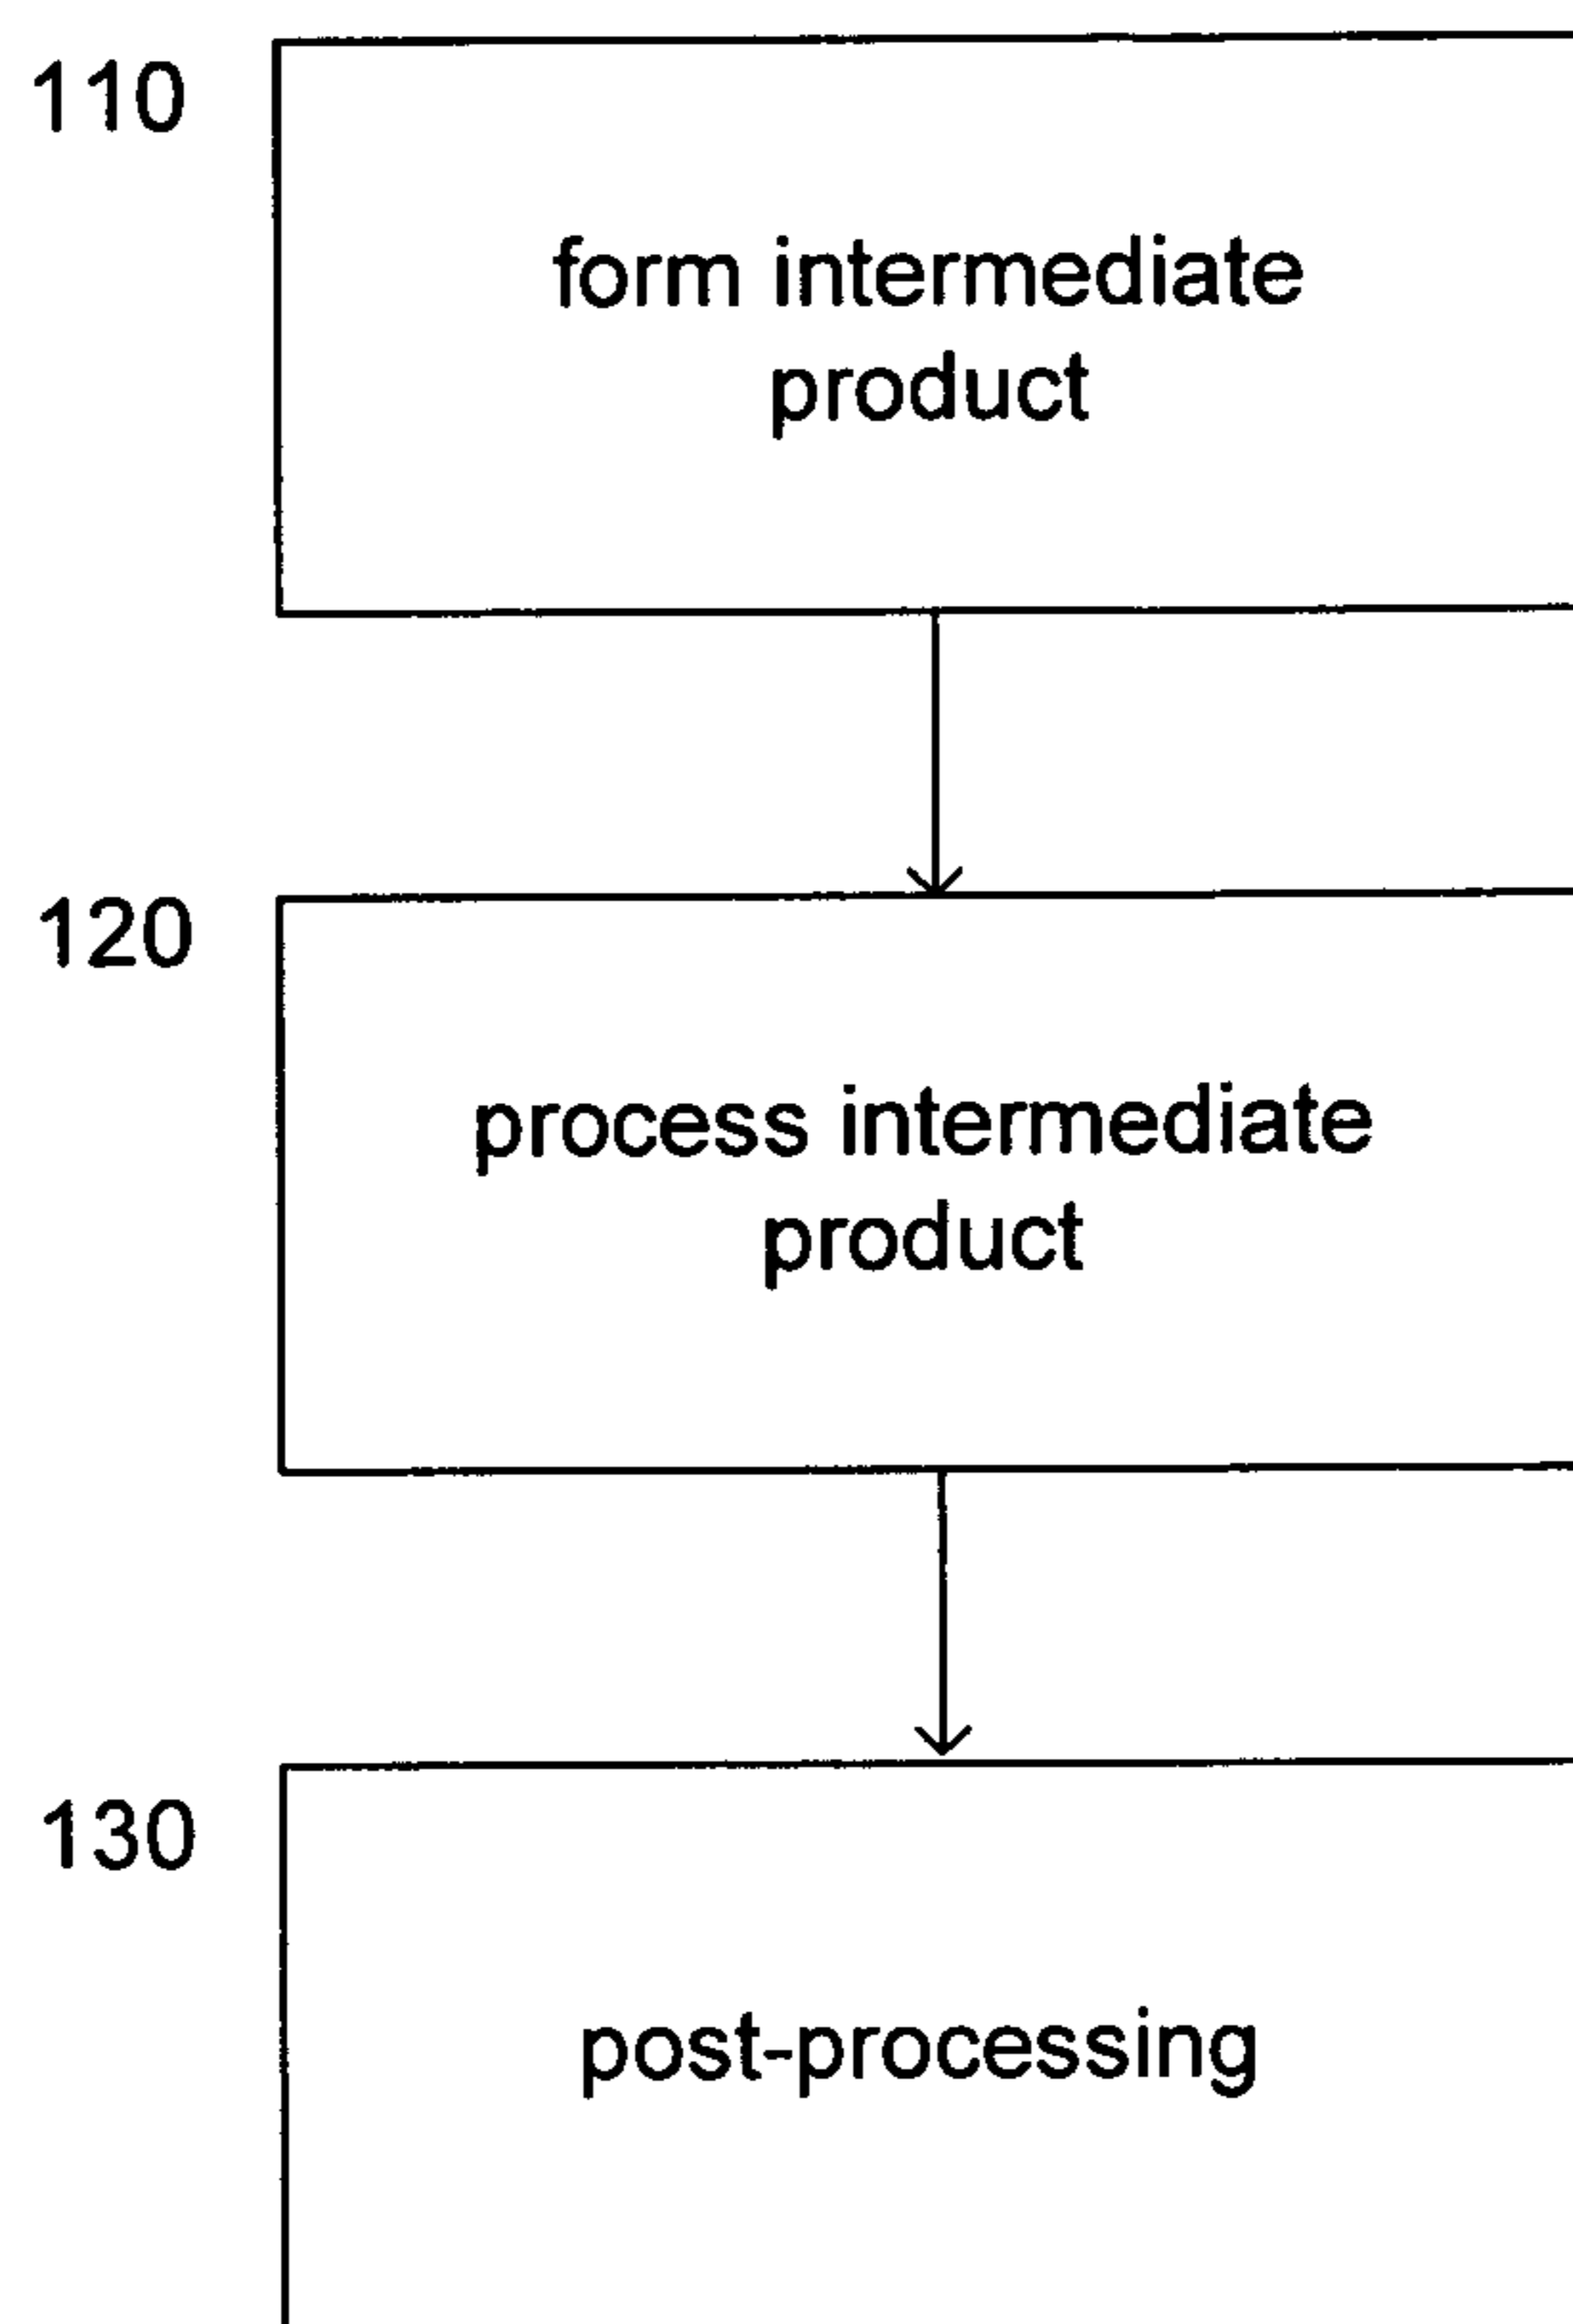 110
form intermediate
product
120
process intermediate
product
130
post-processing